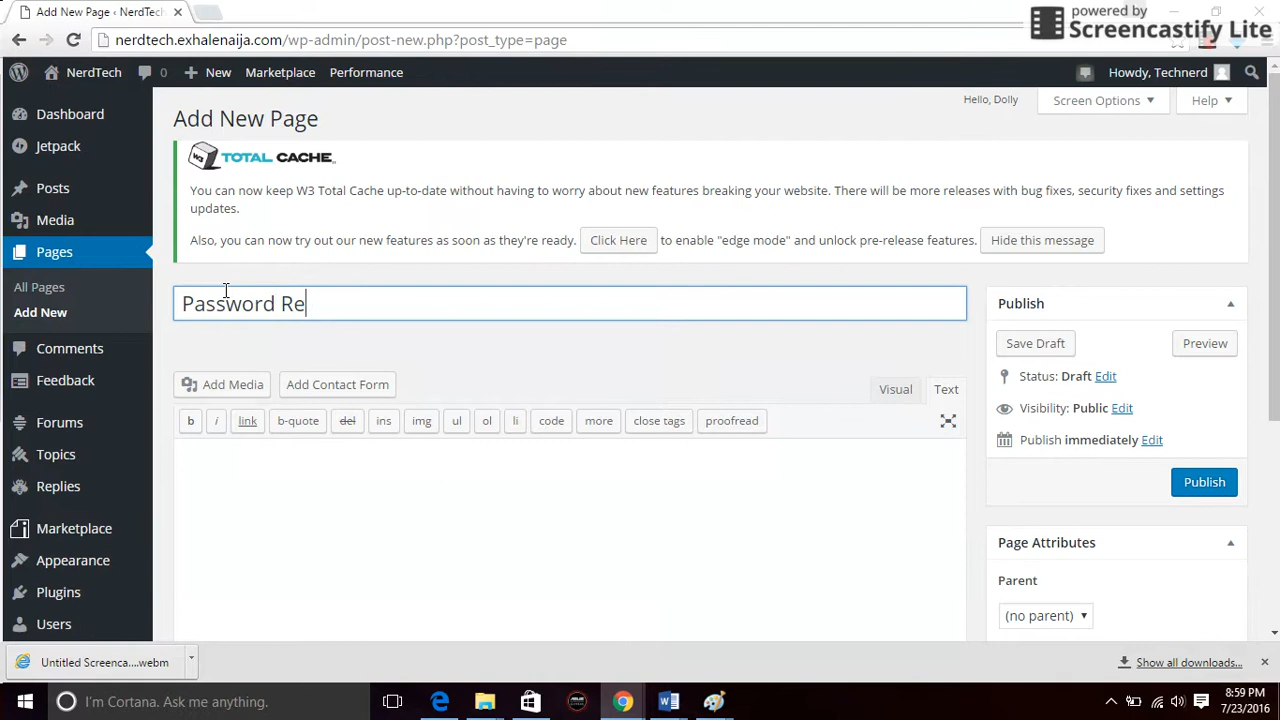 Add New Page ‹ NerdTech
powered by
Screencastify Lite
nerdtech.exhalenaija.com/wp-admin/post-new.php?post_type=page
NerdTech
0
New
Marketplace
Performance
Howdy, Technerd
Dashboard
Jetpack
Posts
Media
Pages
All Pages
Add New
Comments
Feedback
Forums
Topics
Replies
Marketplace
Appearance
Plugins
Users
Hello, Dolly
Screen Options
Help
Add New Page
W3 TOTAL CACHE
You can now keep W3 Total Cache up-to-date without having to worry about new features breaking your website. There will be more releases with bug fixes, security fixes and settings
updates.
Also, you can now try out our new features as soon as they're ready. Click Here to enable "edge mode" and unlock pre-release features. Hide this message
Password Re
Add Media
Add Contact Form
Visual
Text
b
i
link
b-quote
del
ins
img
ul
ol
li
code
more
close tags
proofread
Publish
Save Draft
Preview
Status: Draft Edit
Visibility: Public Edit
Publish immediately Edit
Publish
Page Attributes
Parent
(no parent)
Untitled Screenca....webm
Show all downloads...
I'm Cortana. Ask me anything.
8:59 PM
7/23/2016